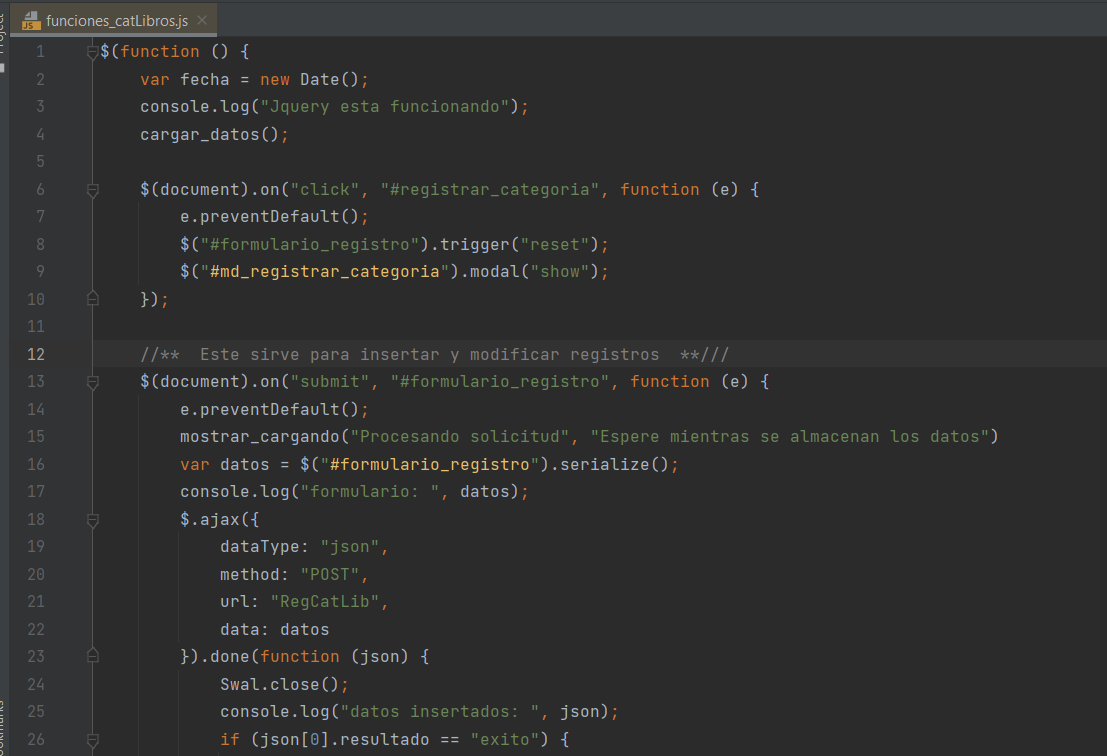 funciones_catLibros.js
1 $(function () {
2 var fecha = new Date();
3 console.log("Jquery esta funcionando");
4 cargar_datos();
5
6 $(document).on("click", "#registrar_categoria", function (e) {
7 e.preventDefault();
8 $("#formulario_registro").trigger("reset");
9 $("#md_registrar_categoria").modal("show");
10 });
11
12 //** Este sirve para insertar y modificar registros **///
13 $(document).on("submit", "#formulario_registro", function (e) {
14 e.preventDefault();
15 mostrar_cargando("Procesando solicitud", "Espere mientras se almacenan los datos")
16 var datos = $("#formulario_registro").serialize();
17 console.log("formulario: ", datos);
18 $.ajax({
19 dataType: "json",
20 method: "POST",
21 url: "RegCatLib",
22 data: datos
23 }).done(function (json) {
24 Swal.close();
25 console.log("datos insertados: ", json);
26 if (json[0].resultado == "exito") {